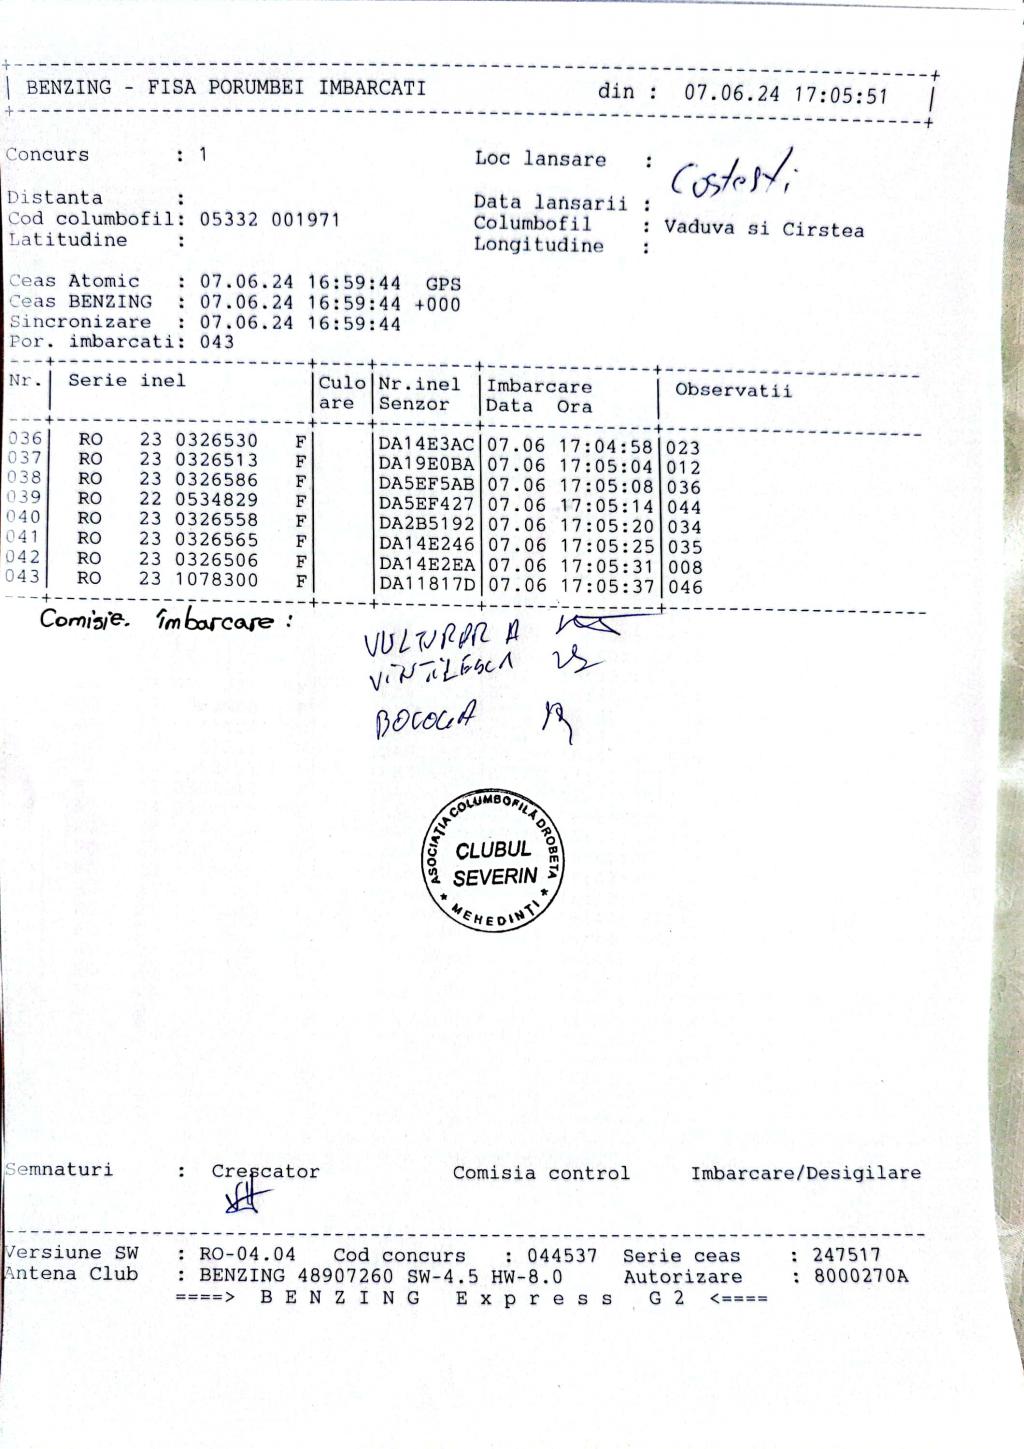 BENZING - FISA PORUMBEI IMBARCATI din : 07.06.24 17:05:51
Concurs : 1 Loc lansare : Costesti
Distanta : Data lansarii :
Cod columbofil: 05332 001971 Columbofil : Vaduva si Cirstea
Latitudine : Longitudine :
Ceas Atomic : 07.06.24 16:59:44 GPS
Ceas BENZING : 07.06.24 16:59:44 +000
Sincronizare : 07.06.24 16:59:44
Por. imbarcati: 043
Nr. Serie inel Culo Nr.inel Imbarcare Observatii
are Senzor Data Ora
036 RO 23 0326530 F DA14E3AC 07.06 17:04:58 023
037 RO 23 0326513 F DA19E0BA 07.06 17:05:04 012
038 RO 23 0326586 F DA5EF5AB 07.06 17:05:08 036
039 RO 22 0534829 F DA5EF427 07.06 17:05:14 044
040 RO 23 0326558 F DA2B5192 07.06 17:05:20 034
041 RO 23 0326565 F DA14E246 07.06 17:05:25 035
042 RO 23 0326506 F DA14E2EA 07.06 17:05:31 008
043 RO 23 1078300 F DA11817D 07.06 17:05:37 046
Comisie. îmbarcare :
VULTURAR A
VINTILESCU
ASOCIAȚIA COLUMBOFILĂ DROBETA
CLUBUL
SEVERIN
* MEHEDINTI *
Semnaturi : Crescator Comisia control Imbarcare/Desigilare
Versiune SW : RO-04.04 Cod concurs : 044537 Serie ceas : 247517
Antena Club : BENZING 48907260 SW-4.5 HW-8.0 Autorizare : 8000270A
====> B E N Z I N G E x p r e s s G 2 <====